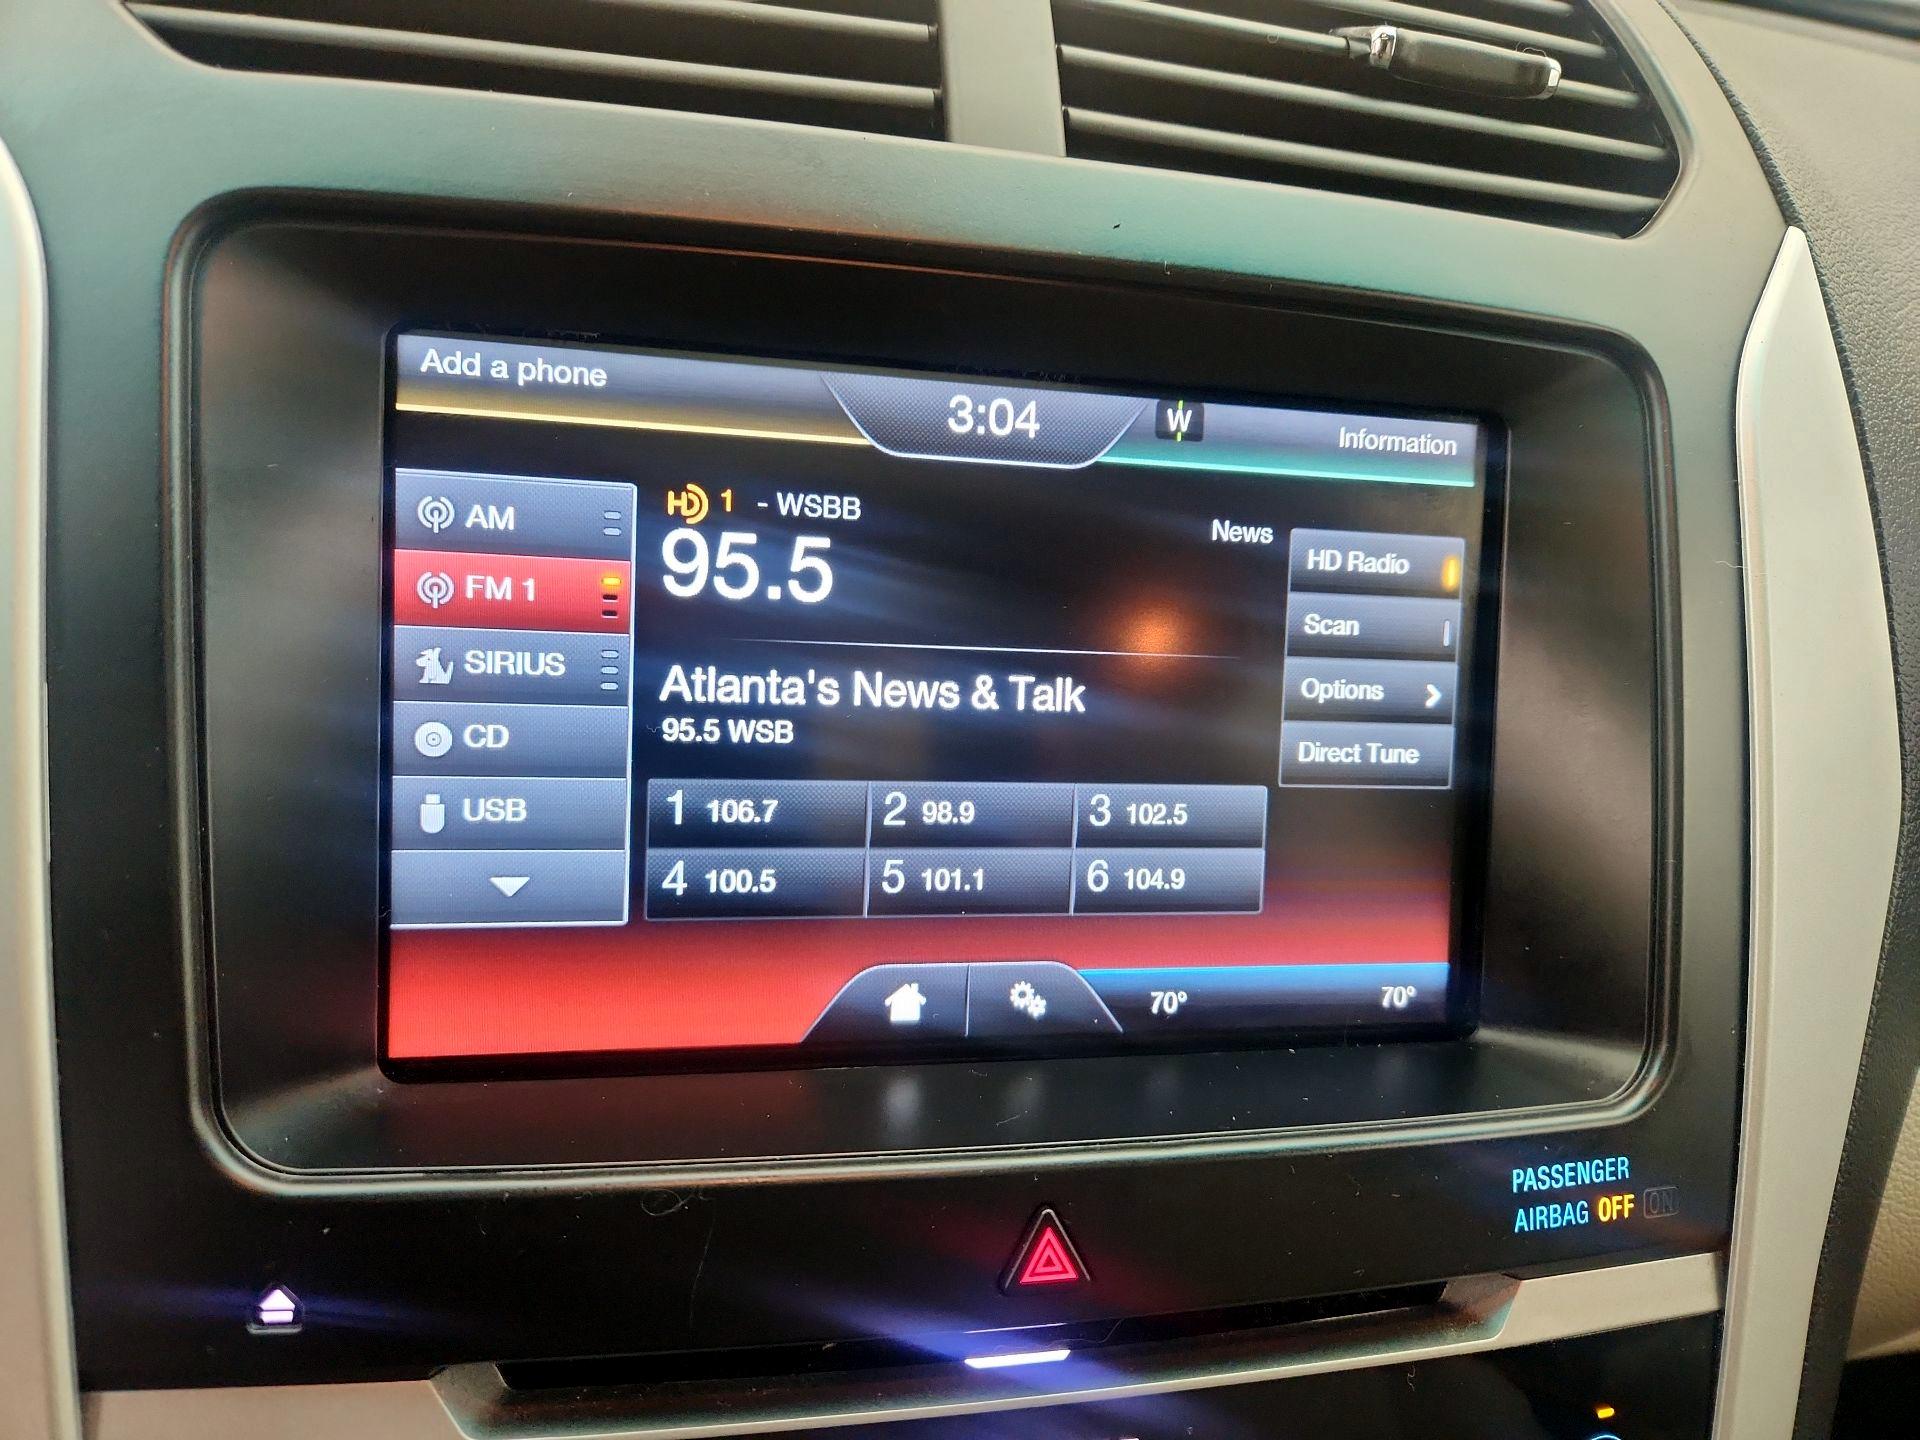 Add a phone
3:04
W
Information
AM
FM 1
SIRIUS
CD
USB
HD 1 - WSBB
95.5
News
Atlanta's News & Talk
95.5 WSB
HD Radio
Scan
Options
Direct Tune
1 106.7 2 98.9 3 102.5
4 100.5 5 101.1 6 104.9
70° 70°
PASSENGER
AIRBAG OFF ON